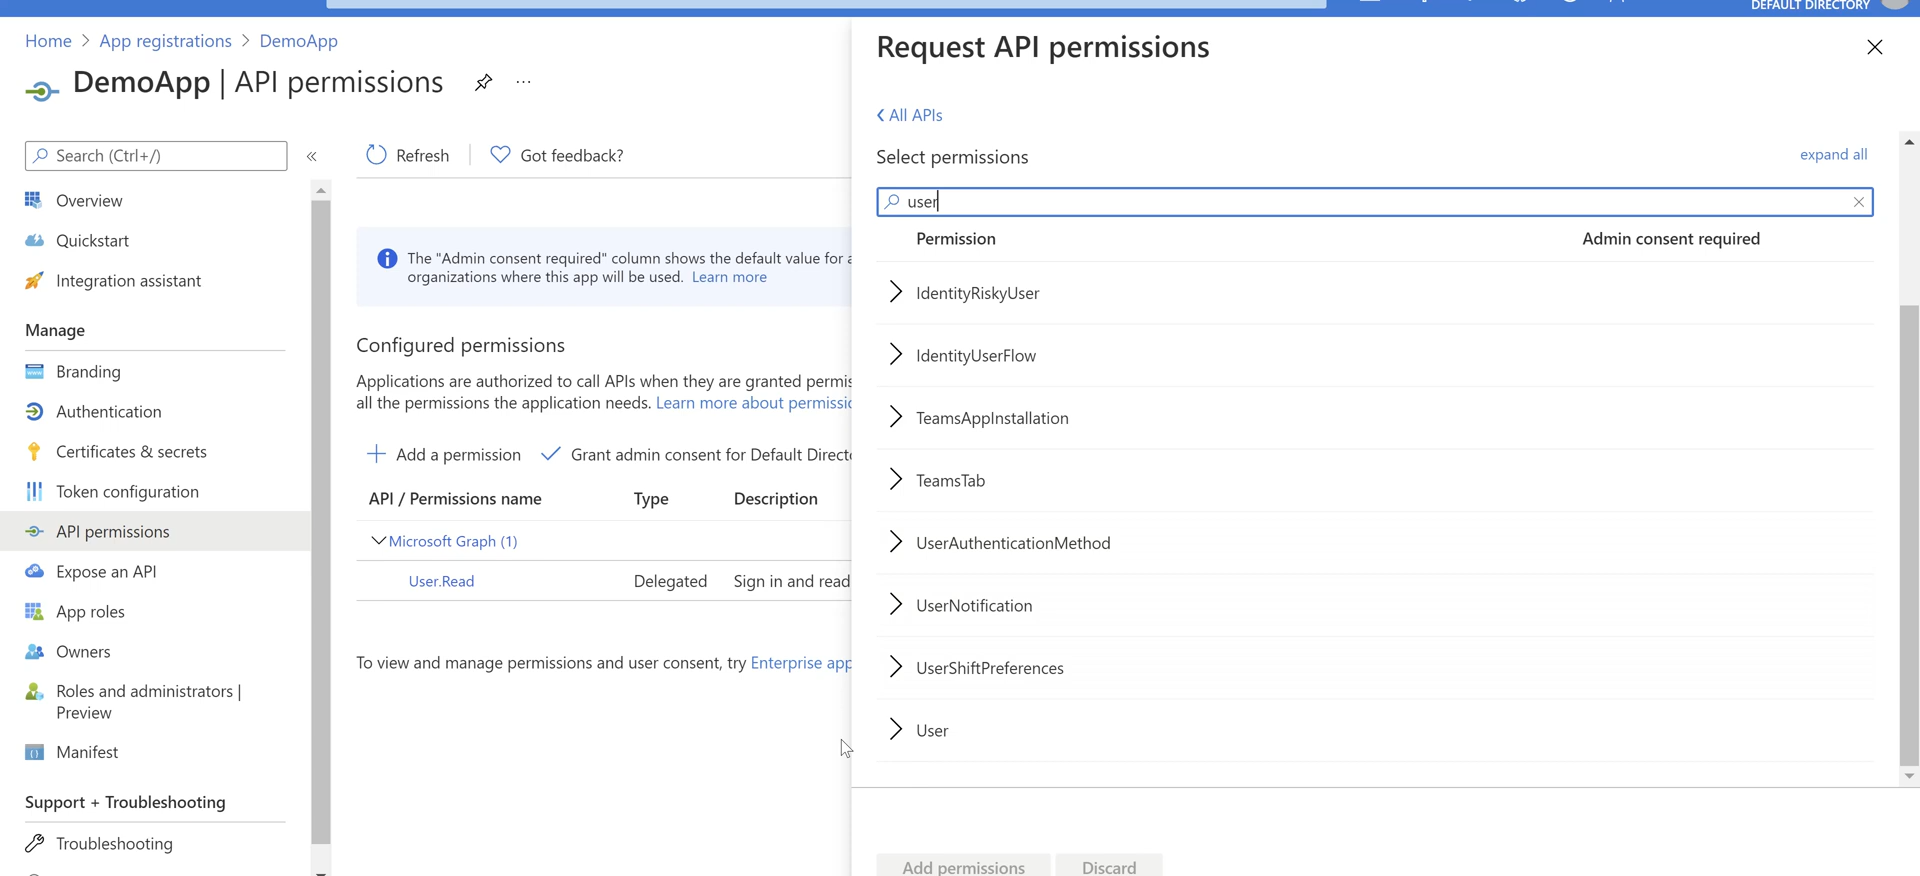 DEFAULT DIRECTORY
Home > App registrations > DemoApp
DemoApp | API permissions
...
Search (Ctrl+/)
«
Overview
Quickstart
Integration assistant
Manage
Branding
Authentication
Certificates & secrets
Token configuration
API permissions
Expose an API
App roles
Owners
Roles and administrators |
Preview
Manifest
Support + Troubleshooting
Troubleshooting
Refresh
Got feedback?
The "Admin consent required" column shows the default value for a
organizations where this app will be used. Learn more
Configured permissions
Applications are authorized to call APIs when they are granted permis
all the permissions the application needs. Learn more about permissio
Add a permission
Grant admin consent for Default Directo
API / Permissions name Type Description
Microsoft Graph (1)
User.Read Delegated Sign in and read
To view and manage permissions and user consent, try Enterprise app
Request API permissions
All APIs
Select permissions
expand all
user
Permission Admin consent required
IdentityRiskyUser
IdentityUserFlow
TeamsAppInstallation
TeamsTab
UserAuthenticationMethod
UserNotification
UserShiftPreferences
User
Add permissions
Discard